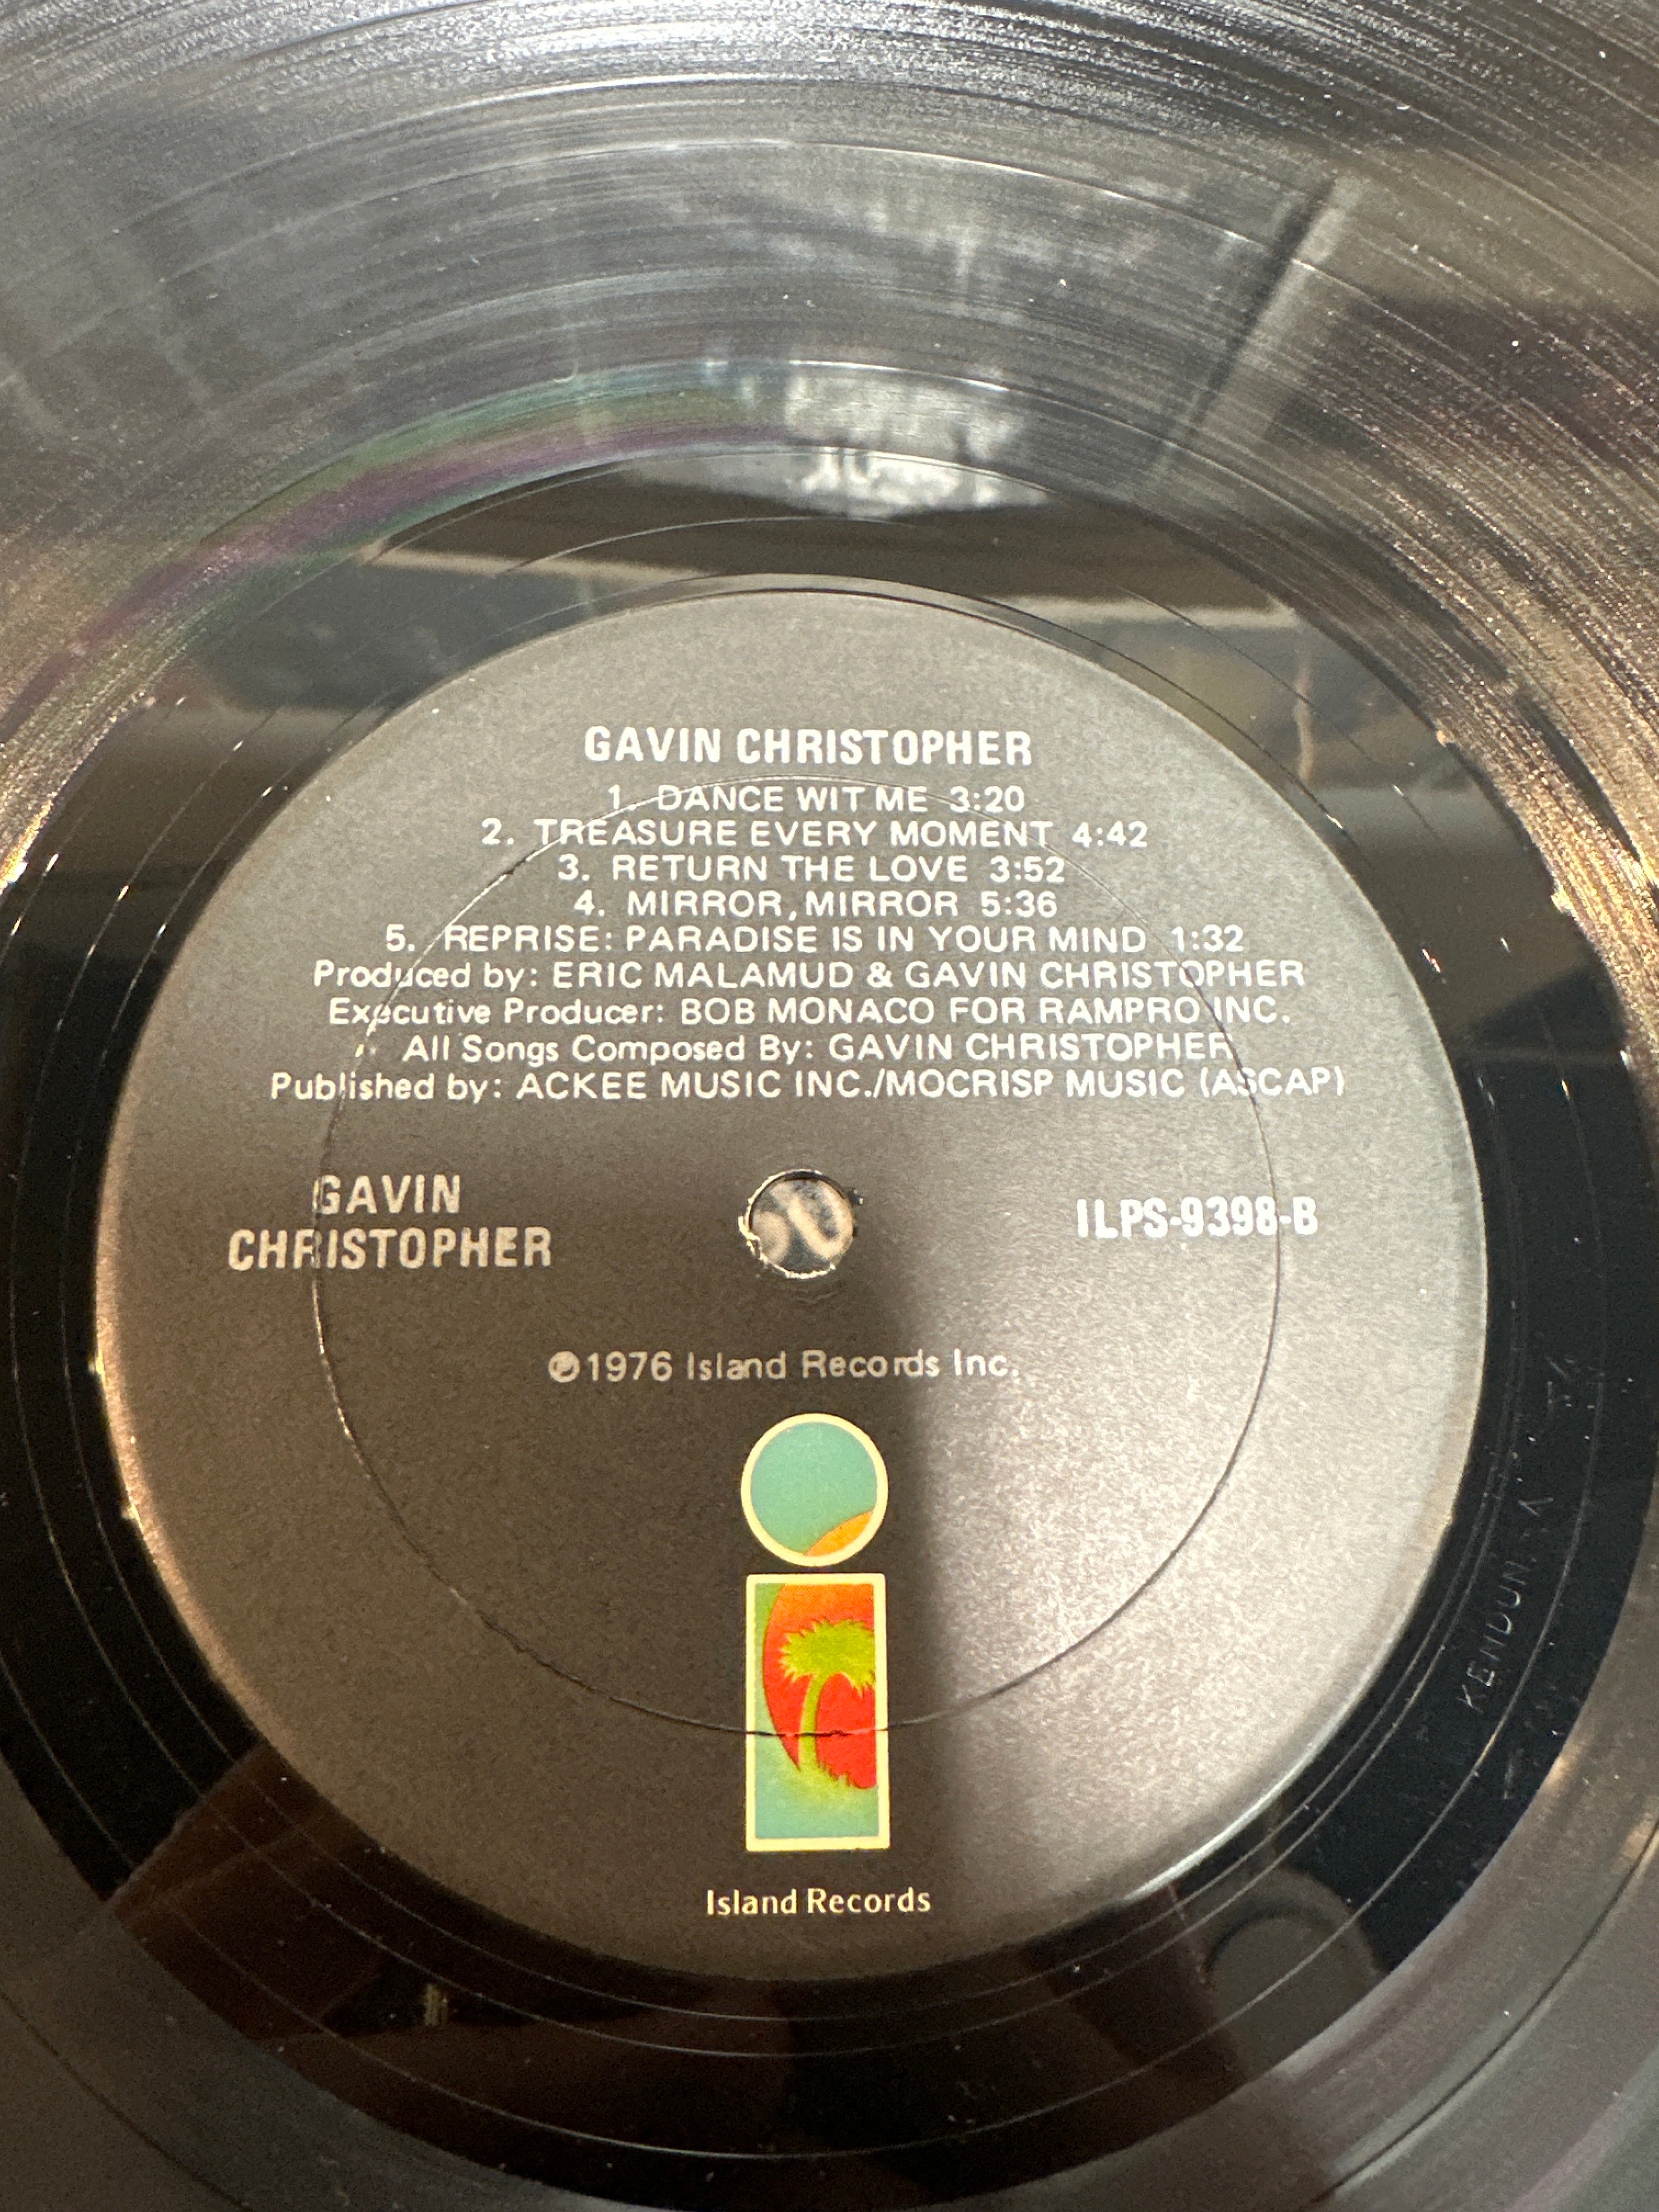 GAVIN CHRISTOPHER
1. DANCE WIT ME 3:20
2. TREASURE EVERY MOMENT 4:42
3. RETURN THE LOVE 3:52
4. MIRROR, MIRROR 5:36
5. REPRISE: PARADISE IS IN YOUR MIND 1:32
Produced by: ERIC MALAMUD & GAVIN CHRISTOPHER
Executive Producer: BOB MONACO FOR RAMPRO INC.
All Songs Composed By: GAVIN CHRISTOPHER
Published by: ACKEE MUSIC INC./MOCRISP MUSIC (ASCAP)
GAVIN
CHRISTOPHER
ILPS-9398-B
℗1976 Island Records Inc.
Island Records
KENDUN